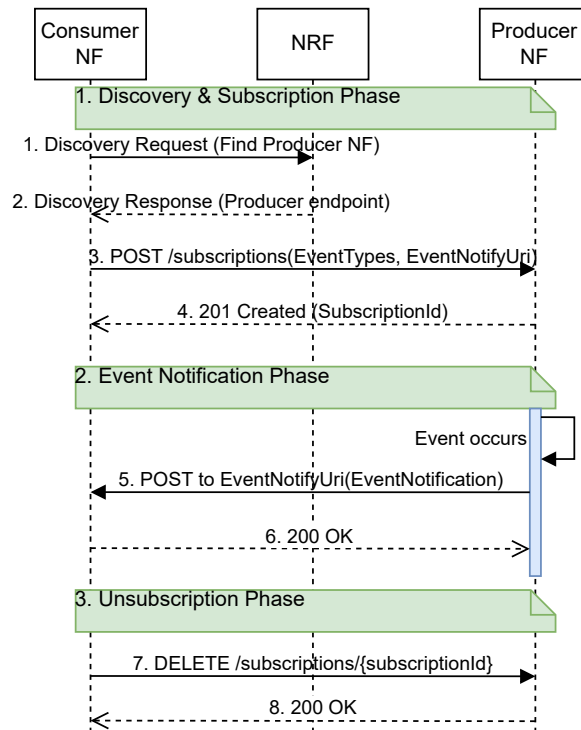 Consumer
NF
NRF
Producer
NF
1. Discovery & Subscription Phase
1. Discovery Request (Find Producer NF)
2. Discovery Response (Producer endpoint)
3. POST /subscriptions(EventTypes, EventNotifyUri)
4. 201 Created (SubscriptionId)
2. Event Notification Phase
Event occurs
5. POST to EventNotifyUri(EventNotification)
6. 200 OK
3. Unsubscription Phase
7. DELETE /subscriptions/{subscriptionId}
8. 200 OK